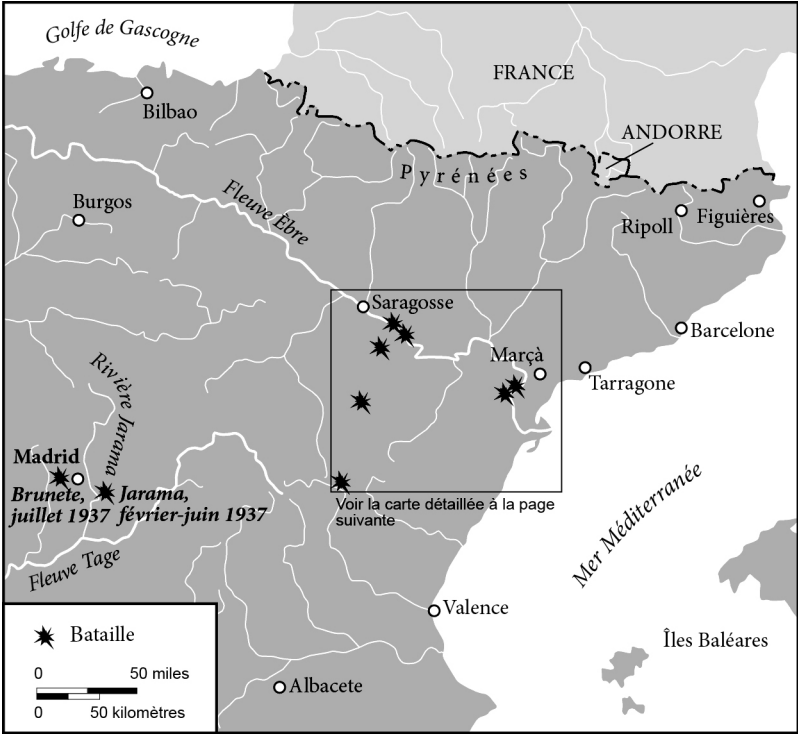 Golfe de Gascogne
FRANCE
Bilbao
ANDORRE
Pyrénées
Burgos
Fleuve Èbre
Ripoll
Figuières
Saragosse
Barcelone
Marçà
Tarragone
Rivière Jarama
Madrid
Brunete,
juillet 1937
Jarama,
février-juin 1937
Voir la carte détaillée à la page
suivante
Mer Méditerranée
Fleuve Tage
Valence
Îles Baléares
Albacete
Bataille
0 50 miles
0 50 kilomètres